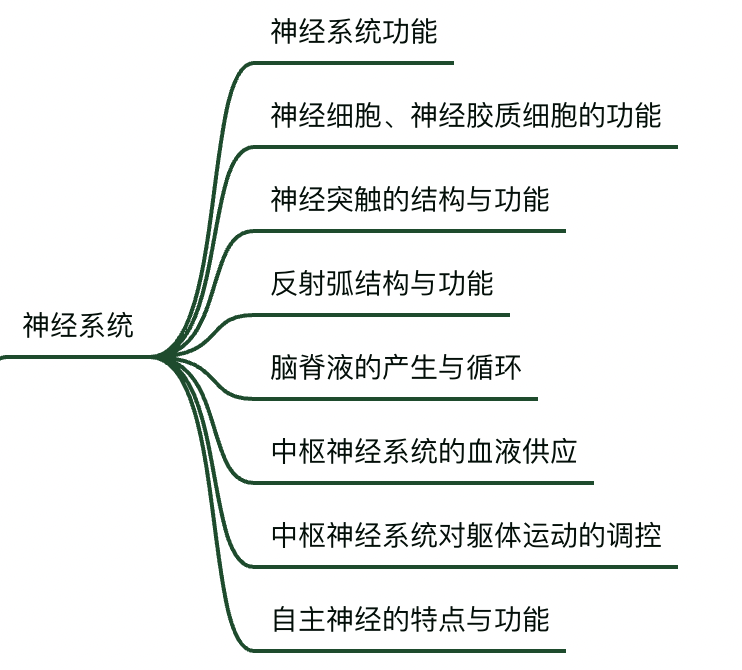 神经系统
神经系统功能
神经细胞、神经胶质细胞的功能
神经突触的结构与功能
反射弧结构与功能
脑脊液的产生与循环
中枢神经系统的血液供应
中枢神经系统对躯体运动的调控
自主神经的特点与功能